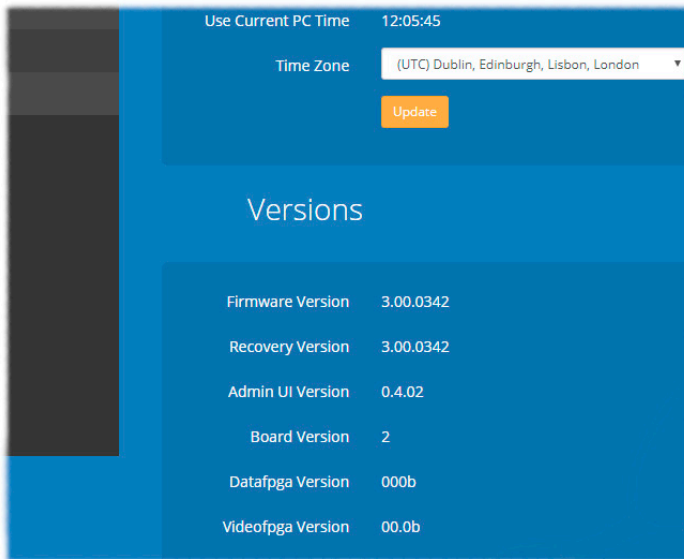 Use Current PC Time 12:05:45
Time Zone (UTC) Dublin, Edinburgh, Lisbon, London
Update
Versions
Firmware Version 3.00.0342
Recovery Version 3.00.0342
Admin UI Version 0.4.02
Board Version 2
Datafpga Version 000b
Videofpga Version 00.0b